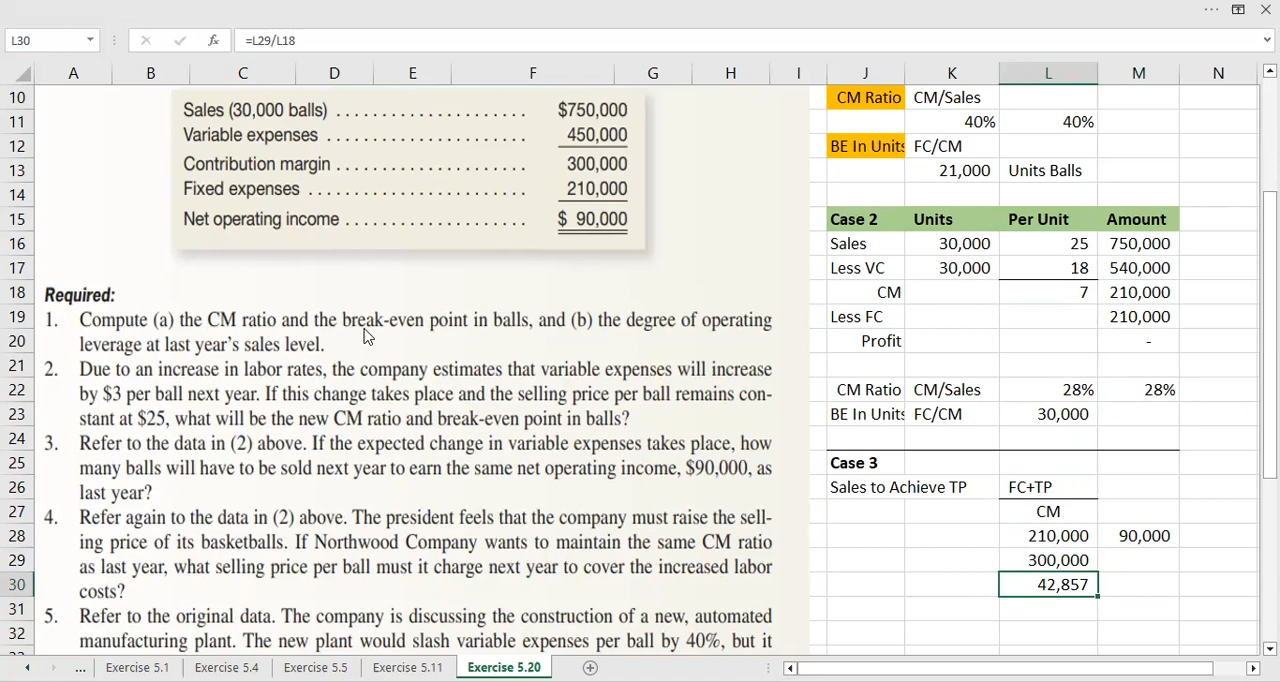 L30 fx =L29/L18
A B C D E F G H I J K L M N
10 Sales (30,000 balls) . . . . . . . . . . . . . . . . . . . . . . . $750,000 CM Ratio CM/Sales
11 Variable expenses . . . . . . . . . . . . . . . . . . . . . . . . 450,000 40% 40%
12 Contribution margin . . . . . . . . . . . . . . . . . . . . . . 300,000 BE In Units FC/CM
13 Fixed expenses . . . . . . . . . . . . . . . . . . . . . . . . . 210,000 21,000 Units Balls
14 Net operating income . . . . . . . . . . . . . . . . . . . . . $ 90,000
15 Case 2 Units Per Unit Amount
16 Sales 30,000 25 750,000
17 Less VC 30,000 18 540,000
18 Required: CM 7 210,000
19 1. Compute (a) the CM ratio and the break-even point in balls, and (b) the degree of operating Less FC 210,000
20 leverage at last year's sales level. Profit -
21 2. Due to an increase in labor rates, the company estimates that variable expenses will increase
22 by $3 per ball next year. If this change takes place and the selling price per ball remains con- CM Ratio CM/Sales 28% 28%
23 stant at $25, what will be the new CM ratio and break-even point in balls? BE In Units FC/CM 30,000
24 3. Refer to the data in (2) above. If the expected change in variable expenses takes place, how
25 many balls will have to be sold next year to earn the same net operating income, $90,000, as Case 3
26 last year? Sales to Achieve TP FC+TP
27 4. Refer again to the data in (2) above. The president feels that the company must raise the sell- CM
28 ing price of its basketballs. If Northwood Company wants to maintain the same CM ratio 210,000 90,000
29 as last year, what selling price per ball must it charge next year to cover the increased labor 300,000
30 costs? 42,857
31 5. Refer to the original data. The company is discussing the construction of a new, automated
32 manufacturing plant. The new plant would slash variable expenses per ball by 40%, but it
... Exercise 5.1 Exercise 5.4 Exercise 5.5 Exercise 5.11 Exercise 5.20